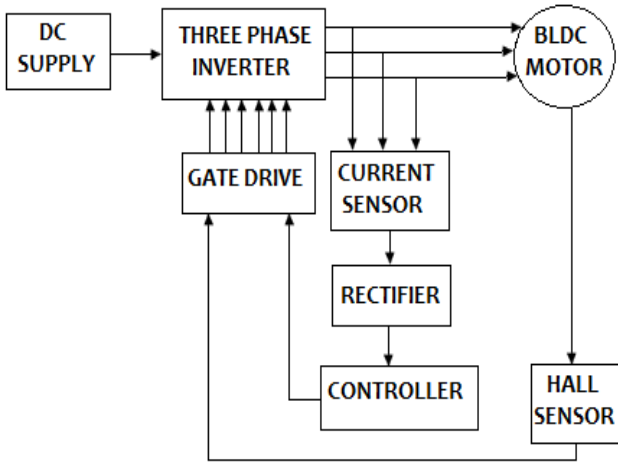 DC
SUPPLY
THREE PHASE
INVERTER
BLDC
MOTOR
GATE DRIVE
CURRENT
SENSOR
RECTIFIER
CONTROLLER
HALL
SENSOR